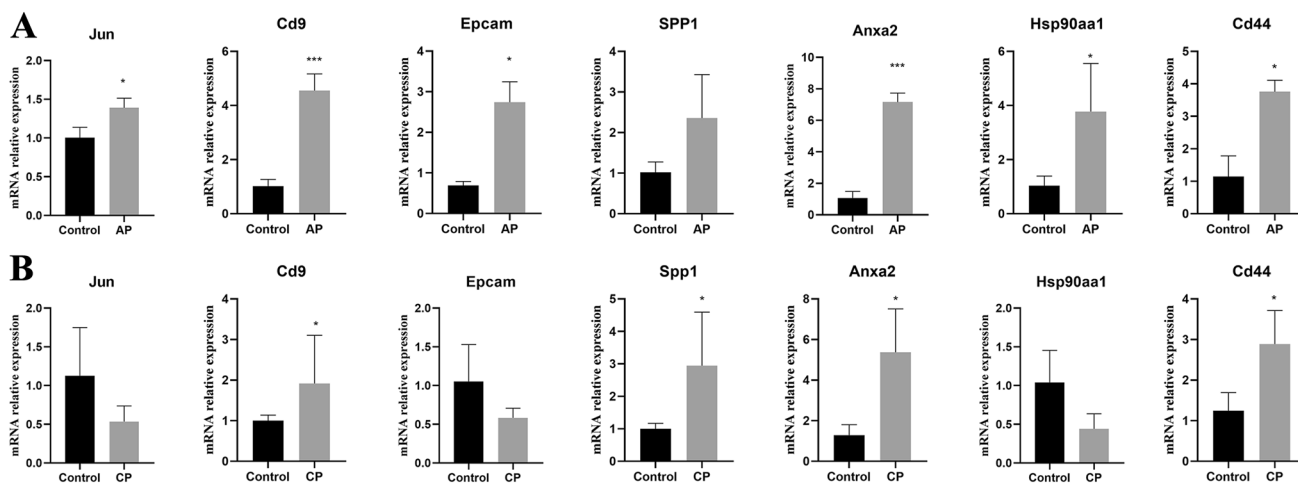 A
Jun
Cd9
Epcam
SPP1
Anxa2
Hsp90aa1
Cd44
mRNA relative expression
2.0
1.5
1.0
0.5
0.0
*
Control AP
mRNA relative expression
6
4
2
0
***
Control AP
mRNA relative expression
4
3
2
1
0
*
Control AP
mRNA relative expression
4
3
2
1
0
Control AP
mRNA relative expression
10
8
6
4
2
0
***
Control AP
mRNA relative expression
6
4
2
0
*
Control AP
mRNA relative expression
5
4
3
2
1
0
*
Control AP
B
Jun
Cd9
Epcam
Spp1
Anxa2
Hsp90aa1
Cd44
mRNA relative expression
2.0
1.5
1.0
0.5
0.0
Control CP
mRNA relative expression
4
3
2
1
0
*
Control CP
mRNA relative expression
2.0
1.5
1.0
0.5
0.0
Control CP
mRNA relative expression
5
4
3
2
1
0
*
Control CP
mRNA relative expression
8
6
4
2
0
*
Control CP
mRNA relative expression
2.0
1.5
1.0
0.5
0.0
Control CP
mRNA relative expression
4
3
2
1
0
*
Control CP